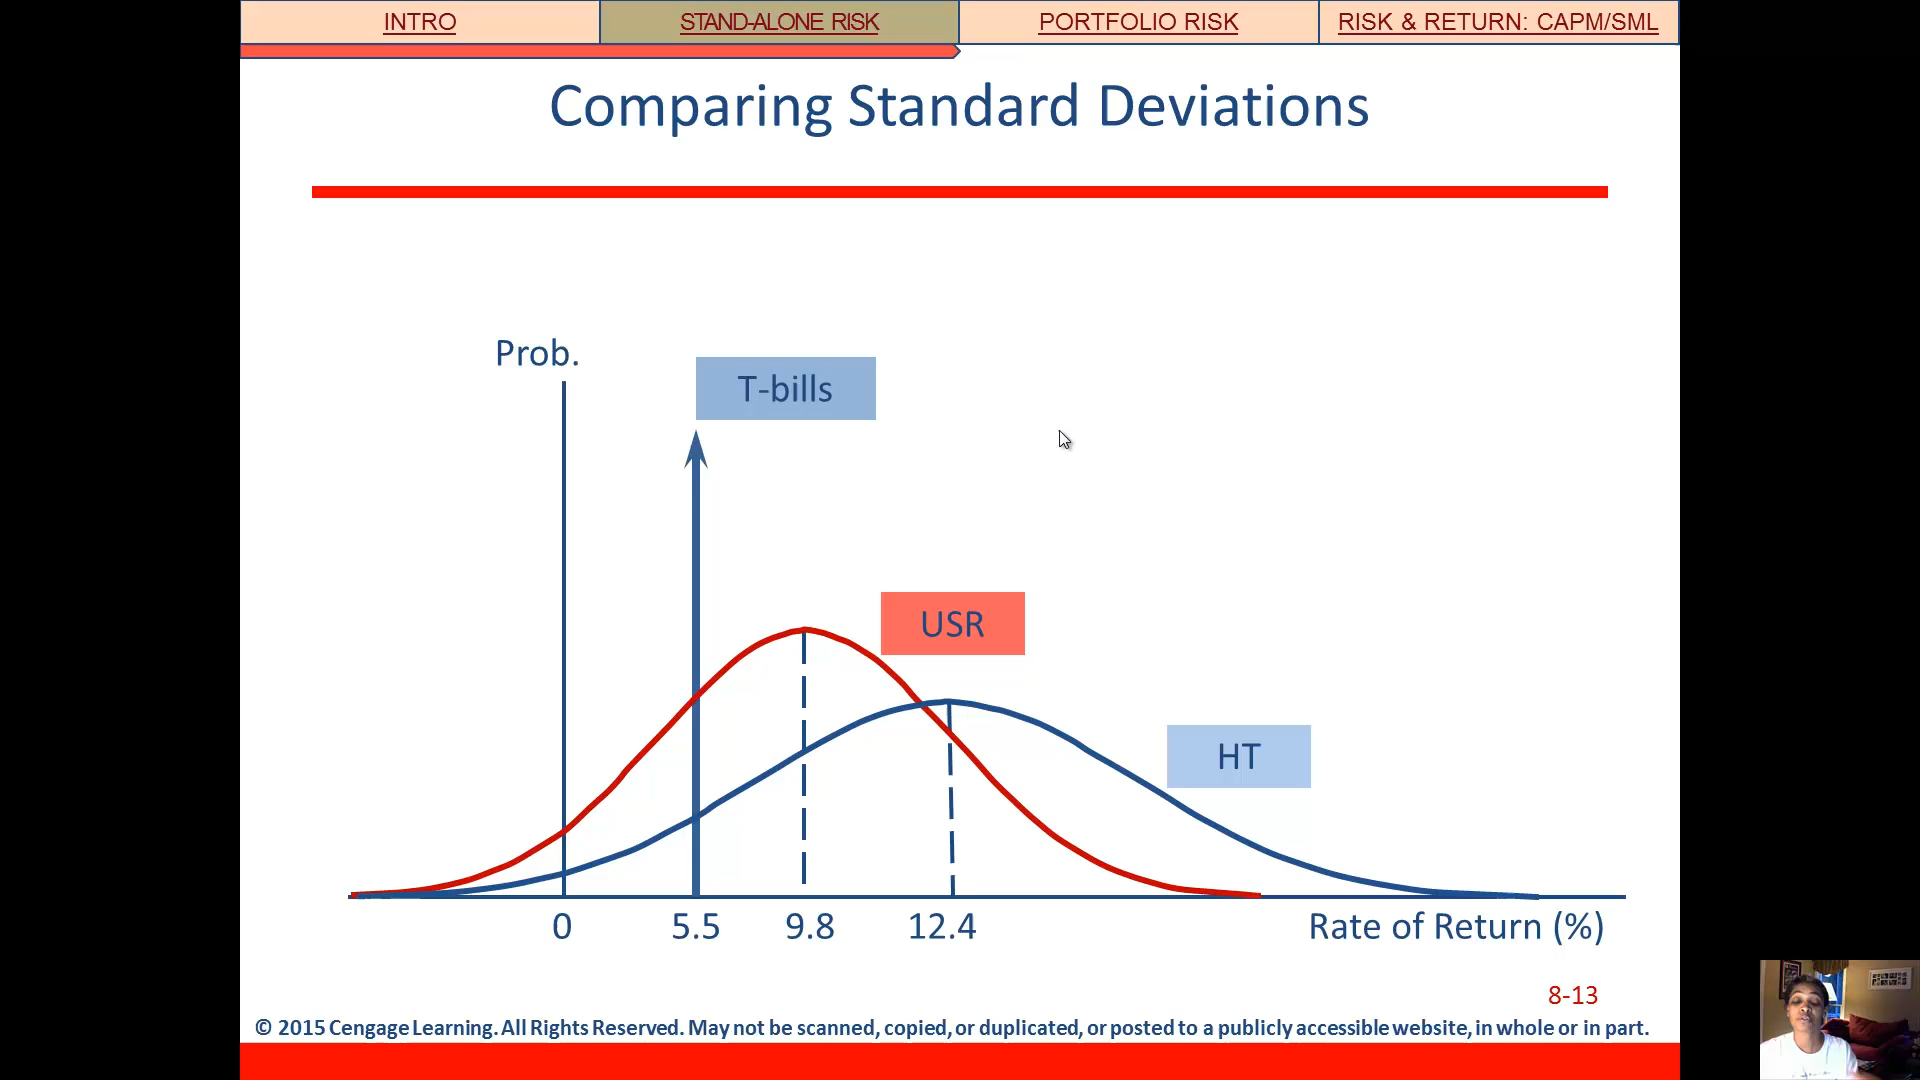 INTRO
STAND-ALONE RISK
PORTFOLIO RISK
RISK & RETURN: CAPM/SML
Comparing Standard Deviations
Prob.
T-bills
USR
HT
0
5.5
9.8
12.4
Rate of Return (%)
8-13
© 2015 Cengage Learning. All Rights Reserved. May not be scanned, copied, or duplicated, or posted to a publicly accessible website, in whole or in part.